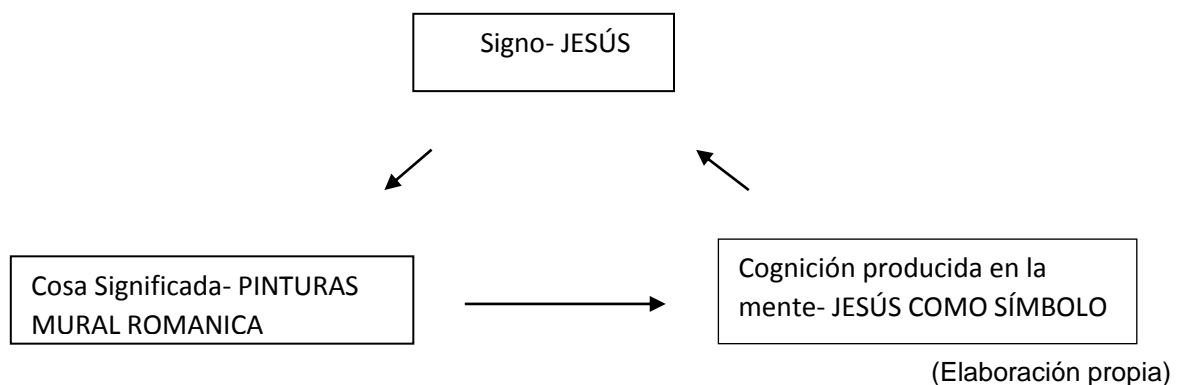 Signo- JESÚS
Cosa Significada- PINTURAS
MURAL ROMANICA
Cognición producida en la
mente- JESÚS COMO SÍMBOLO
(Elaboración propia)